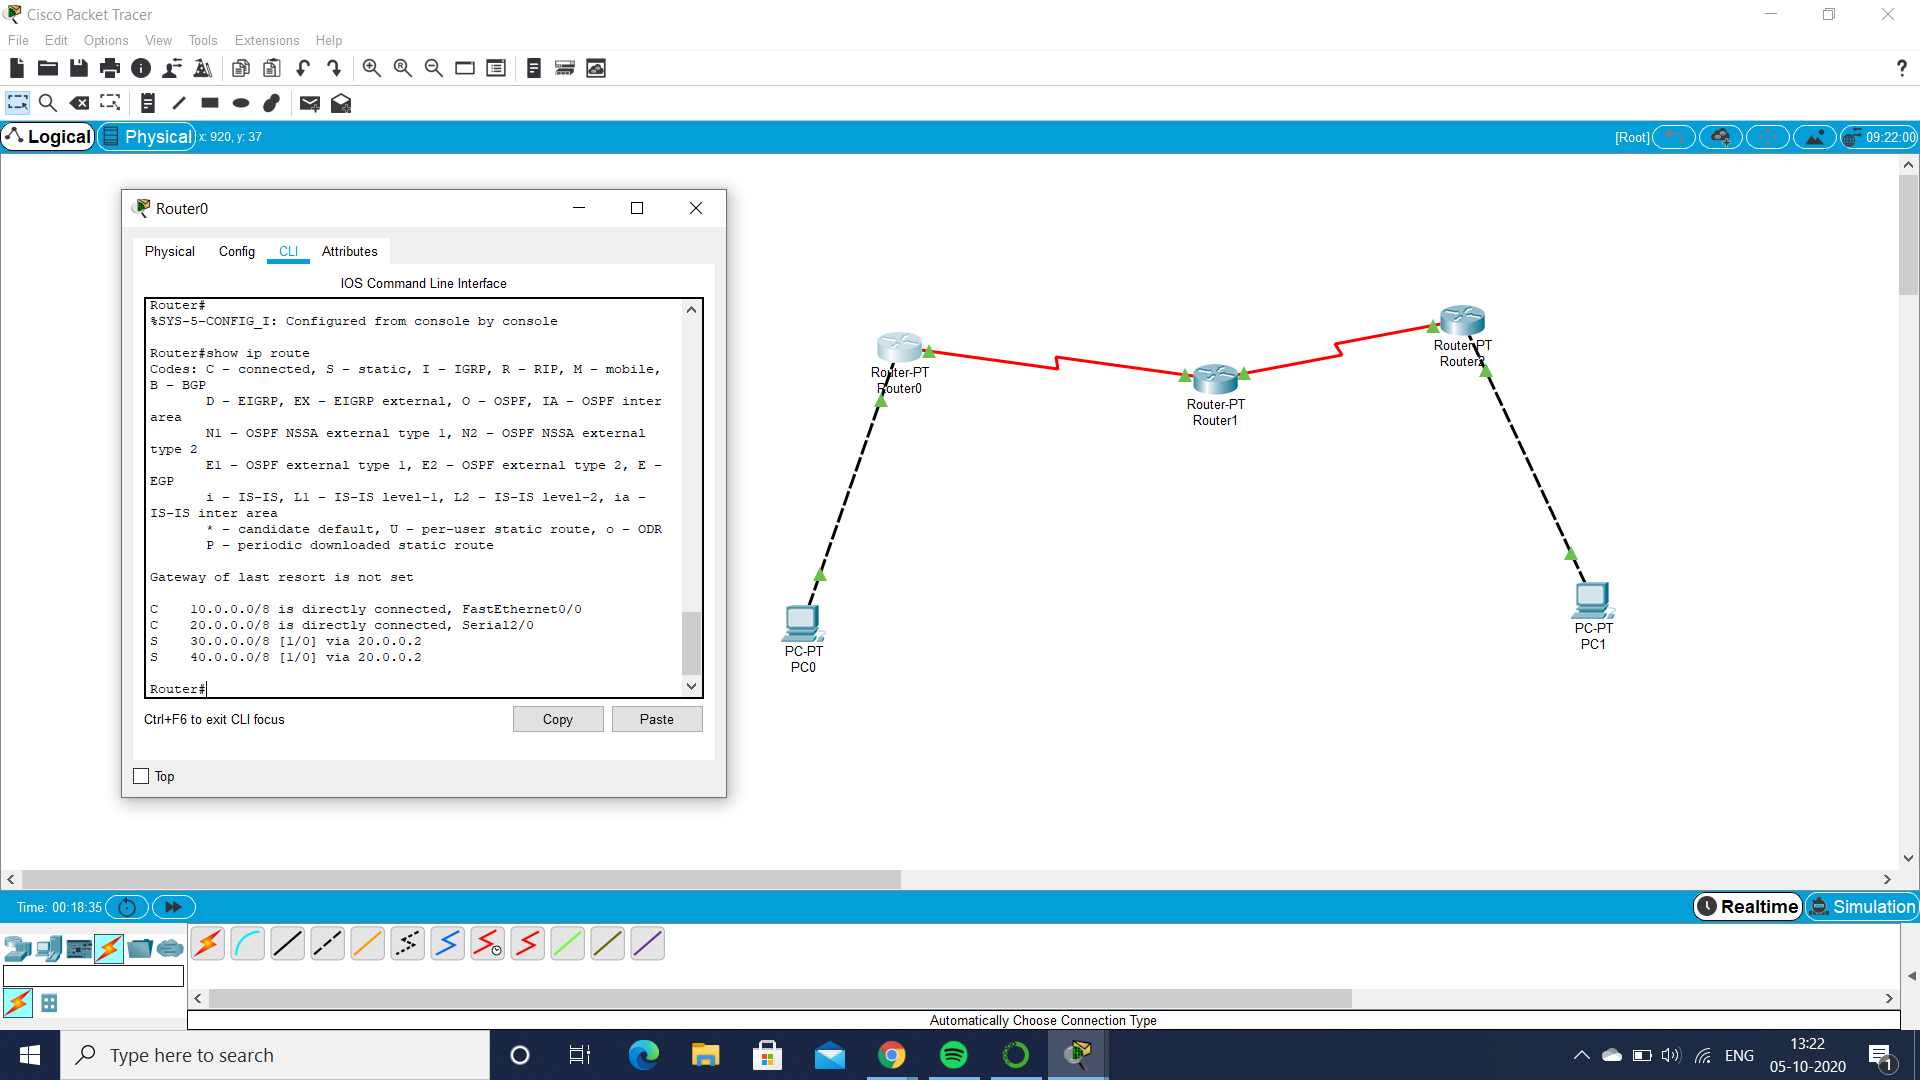 Cisco Packet Tracer
File Edit Options View Tools Extensions Help
?
Logical Physical x: 920, y: 37 [Root] 09:22:00
Router0
Physical Config CLI Attributes
IOS Command Line Interface
Router#
%SYS-5-CONFIG_I: Configured from console by console
Router#show ip route
Codes: C - connected, S - static, I - IGRP, R - RIP, M - mobile,
B - BGP
D - EIGRP, EX - EIGRP external, O - OSPF, IA - OSPF inter
area
N1 - OSPF NSSA external type 1, N2 - OSPF NSSA external
type 2
E1 - OSPF external type 1, E2 - OSPF external type 2, E -
EGP
i - IS-IS, L1 - IS-IS level-1, L2 - IS-IS level-2, ia -
IS-IS inter area
* - candidate default, U - per-user static route, o - ODR
P - periodic downloaded static route
Gateway of last resort is not set
C 10.0.0.0/8 is directly connected, FastEthernet0/0
C 20.0.0.0/8 is directly connected, Serial2/0
S 30.0.0.0/8 [1/0] via 20.0.0.2
S 40.0.0.0/8 [1/0] via 20.0.0.2
Router#
Ctrl+F6 to exit CLI focus Copy Paste
Top
Router-PT
Router0
Router-PT
Router1
Router-PT
Router2
PC-PT
PC0
PC-PT
PC1
Time: 00:18:35 Realtime Simulation
Automatically Choose Connection Type
Type here to search
ENG
13:22
05-10-2020
1